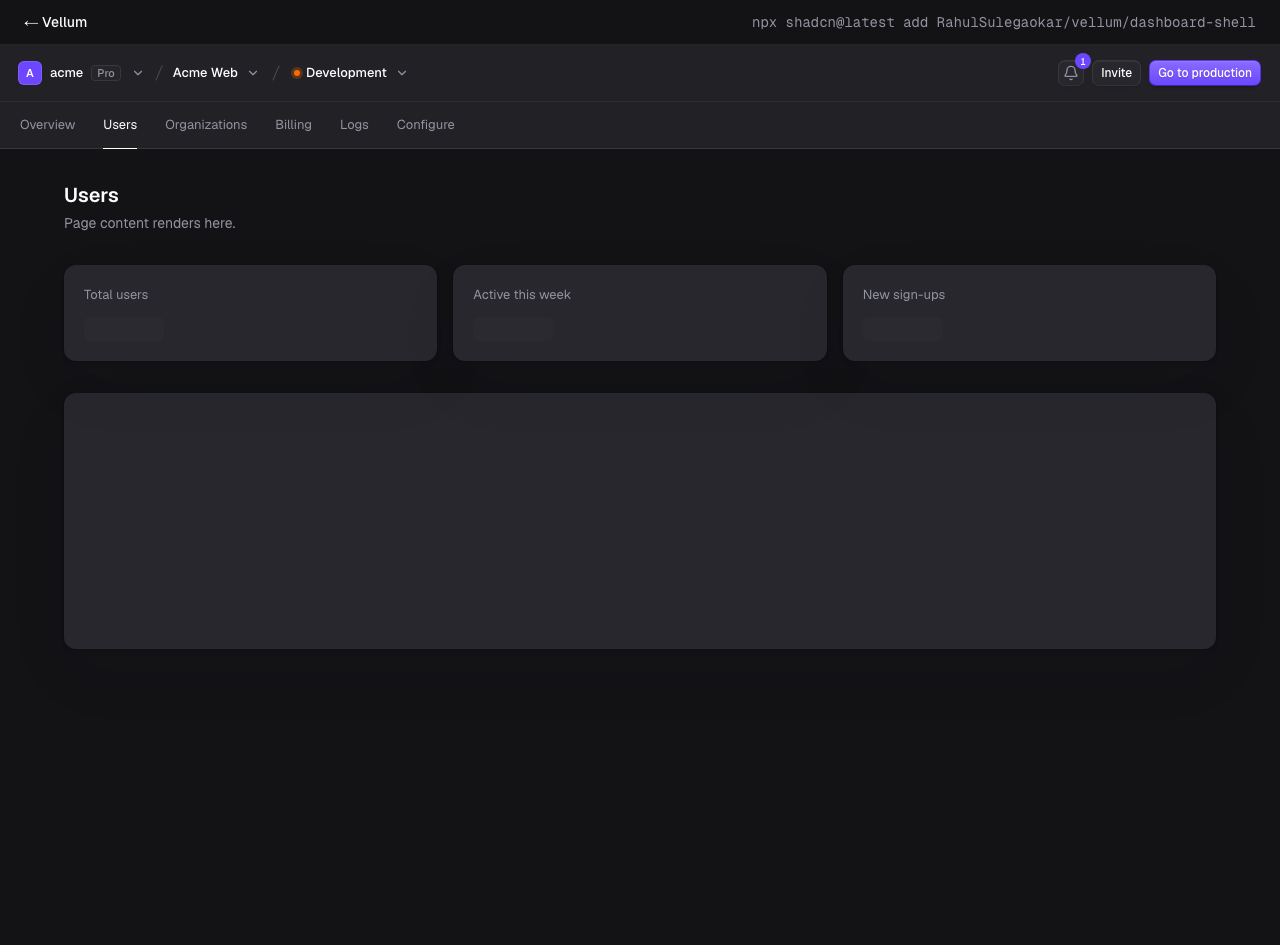 ← Vellum
npx shadcn@latest add RahulSulegaokar/vellum/dashboard-shell
A acme Pro / Acme Web / Development
1
Invite
Go to production
Overview Users Organizations Billing Logs Configure
Users
Page content renders here.
Total users
Active this week
New sign-ups